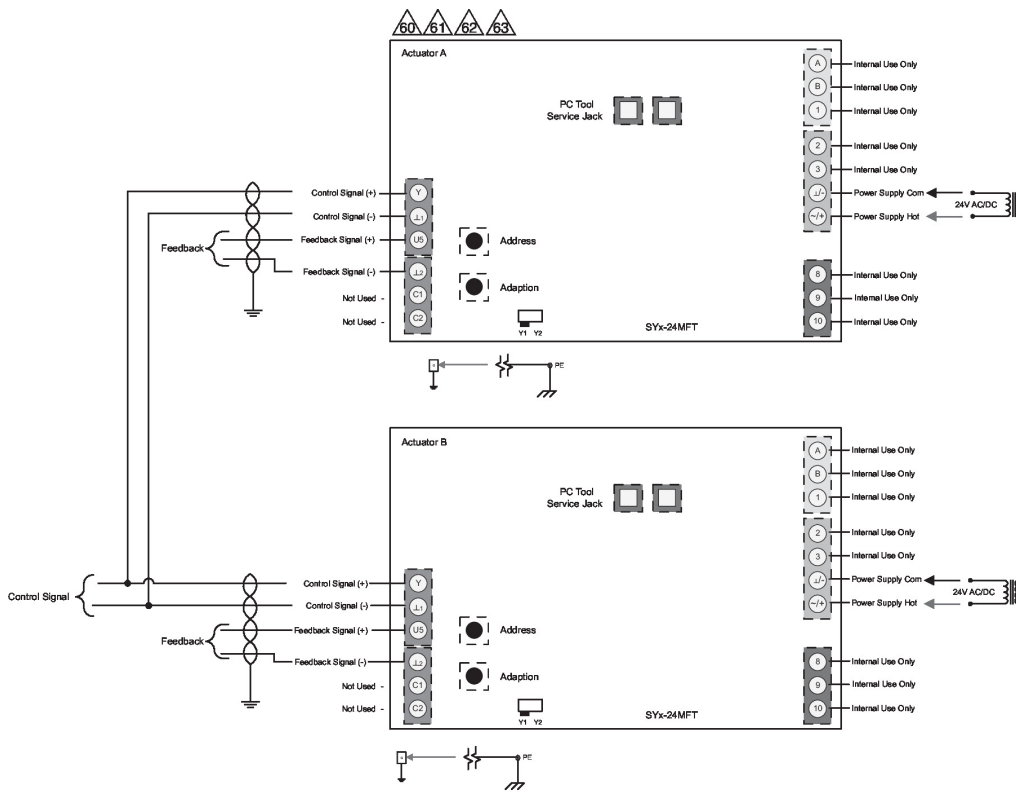 60 61 62 63
Actuator A
PC Tool
Service Jack
A Internal Use Only
B Internal Use Only
1 Internal Use Only
2 Internal Use Only
3 Internal Use Only
⊥/- Power Supply Com
24V AC/DC
~/+ Power Supply Hot
8 Internal Use Only
9 Internal Use Only
10 Internal Use Only
Control Signal (+) Y
Control Signal (-) ⊥1
Feedback Signal (+) U5
Feedback
Feedback Signal (-) ⊥2
Not Used - C1
Not Used - C2
Address
Adaption
Y1 Y2
SYx-24MFT
PE
Actuator B
PC Tool
Service Jack
A Internal Use Only
B Internal Use Only
1 Internal Use Only
2 Internal Use Only
3 Internal Use Only
⊥/- Power Supply Com
24V AC/DC
~/+ Power Supply Hot
8 Internal Use Only
9 Internal Use Only
10 Internal Use Only
Control Signal
Control Signal (+) Y
Control Signal (-) ⊥1
Feedback Signal (+) U5
Feedback
Feedback Signal (-) ⊥2
Not Used - C1
Not Used - C2
Address
Adaption
Y1 Y2
SYx-24MFT
PE